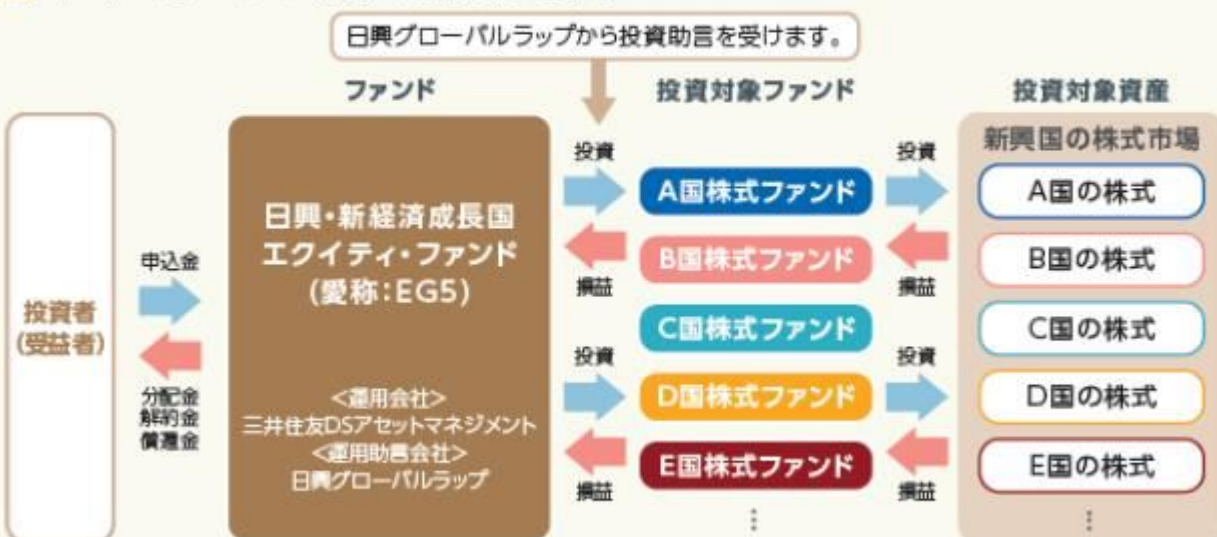 日興グローバルラップから投資助言を受けます。
ファンド
投資対象ファンド
投資対象資産
投資者
(受益者)
申込金
分配金
解約金
償還金
日興・新経済成長国
エクイティ・ファンド
(愛称:EG5)
<運用会社>
三井住友DSアセットマネジメント
<運用助言会社>
日興グローバルラップ
投資
損益
投資
損益
A国株式ファンド
B国株式ファンド
C国株式ファンド
D国株式ファンド
E国株式ファンド
⋮
投資
損益
投資
損益
新興国の株式市場
A国の株式
B国の株式
C国の株式
D国の株式
E国の株式
⋮